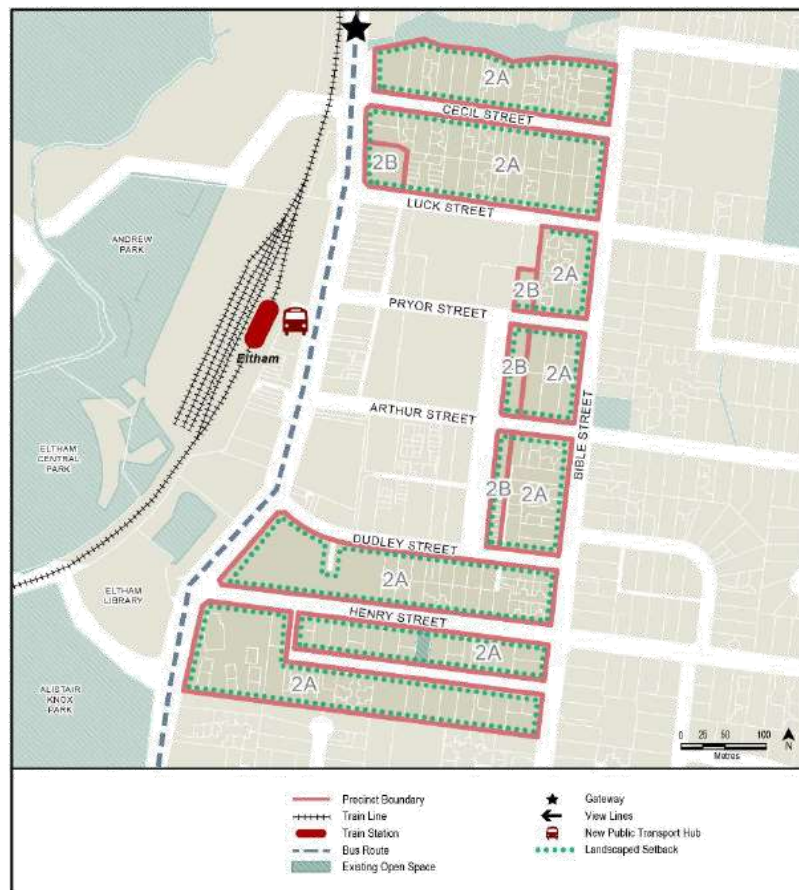 2A
CECIL STREET
2A
2B
LUCK STREET
ANDREW
PARK
2A
2B
PRYOR STREET
Eltham
2B
2A
ARTHUR STREET
BIBLE STREET
ELTHAM
CENTRAL
PARK
2B
2A
DUDLEY STREET
2A
ELTHAM
LIBRARY
HENRY STREET
2A
2A
ALISTAIR
KNOX
PARK
0 25 50 100
Metres
N
Precinct Boundary
Train Line
Train Station
Bus Route
Existing Open Space
Gateway
View Lines
New Public Transport Hub
Landscaped Setback